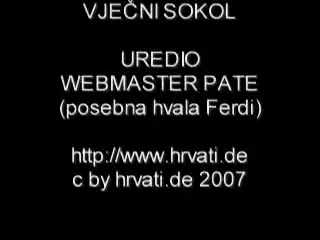 VJEČNI SOKOL
UREDIO
WEBMASTER PATE
(posebna hvala Ferdi)
http://www.hrvati.de
c by hrvati.de 2007